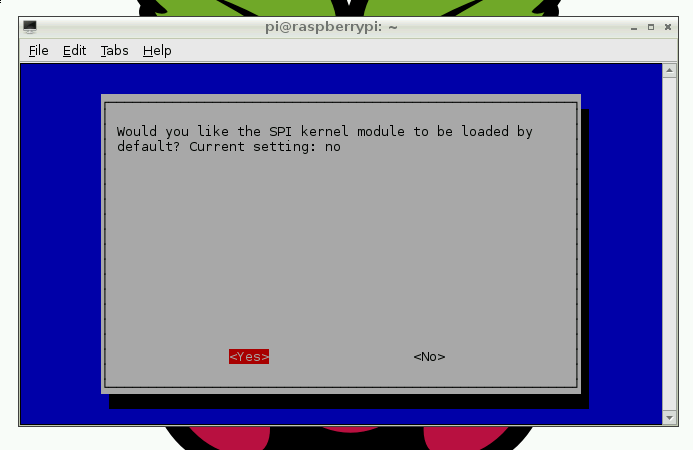 pi@raspberrypi: ~
File Edit Tabs Help
Would you like the SPI kernel module to be loaded by
default? Current setting: no
<Yes> <No>